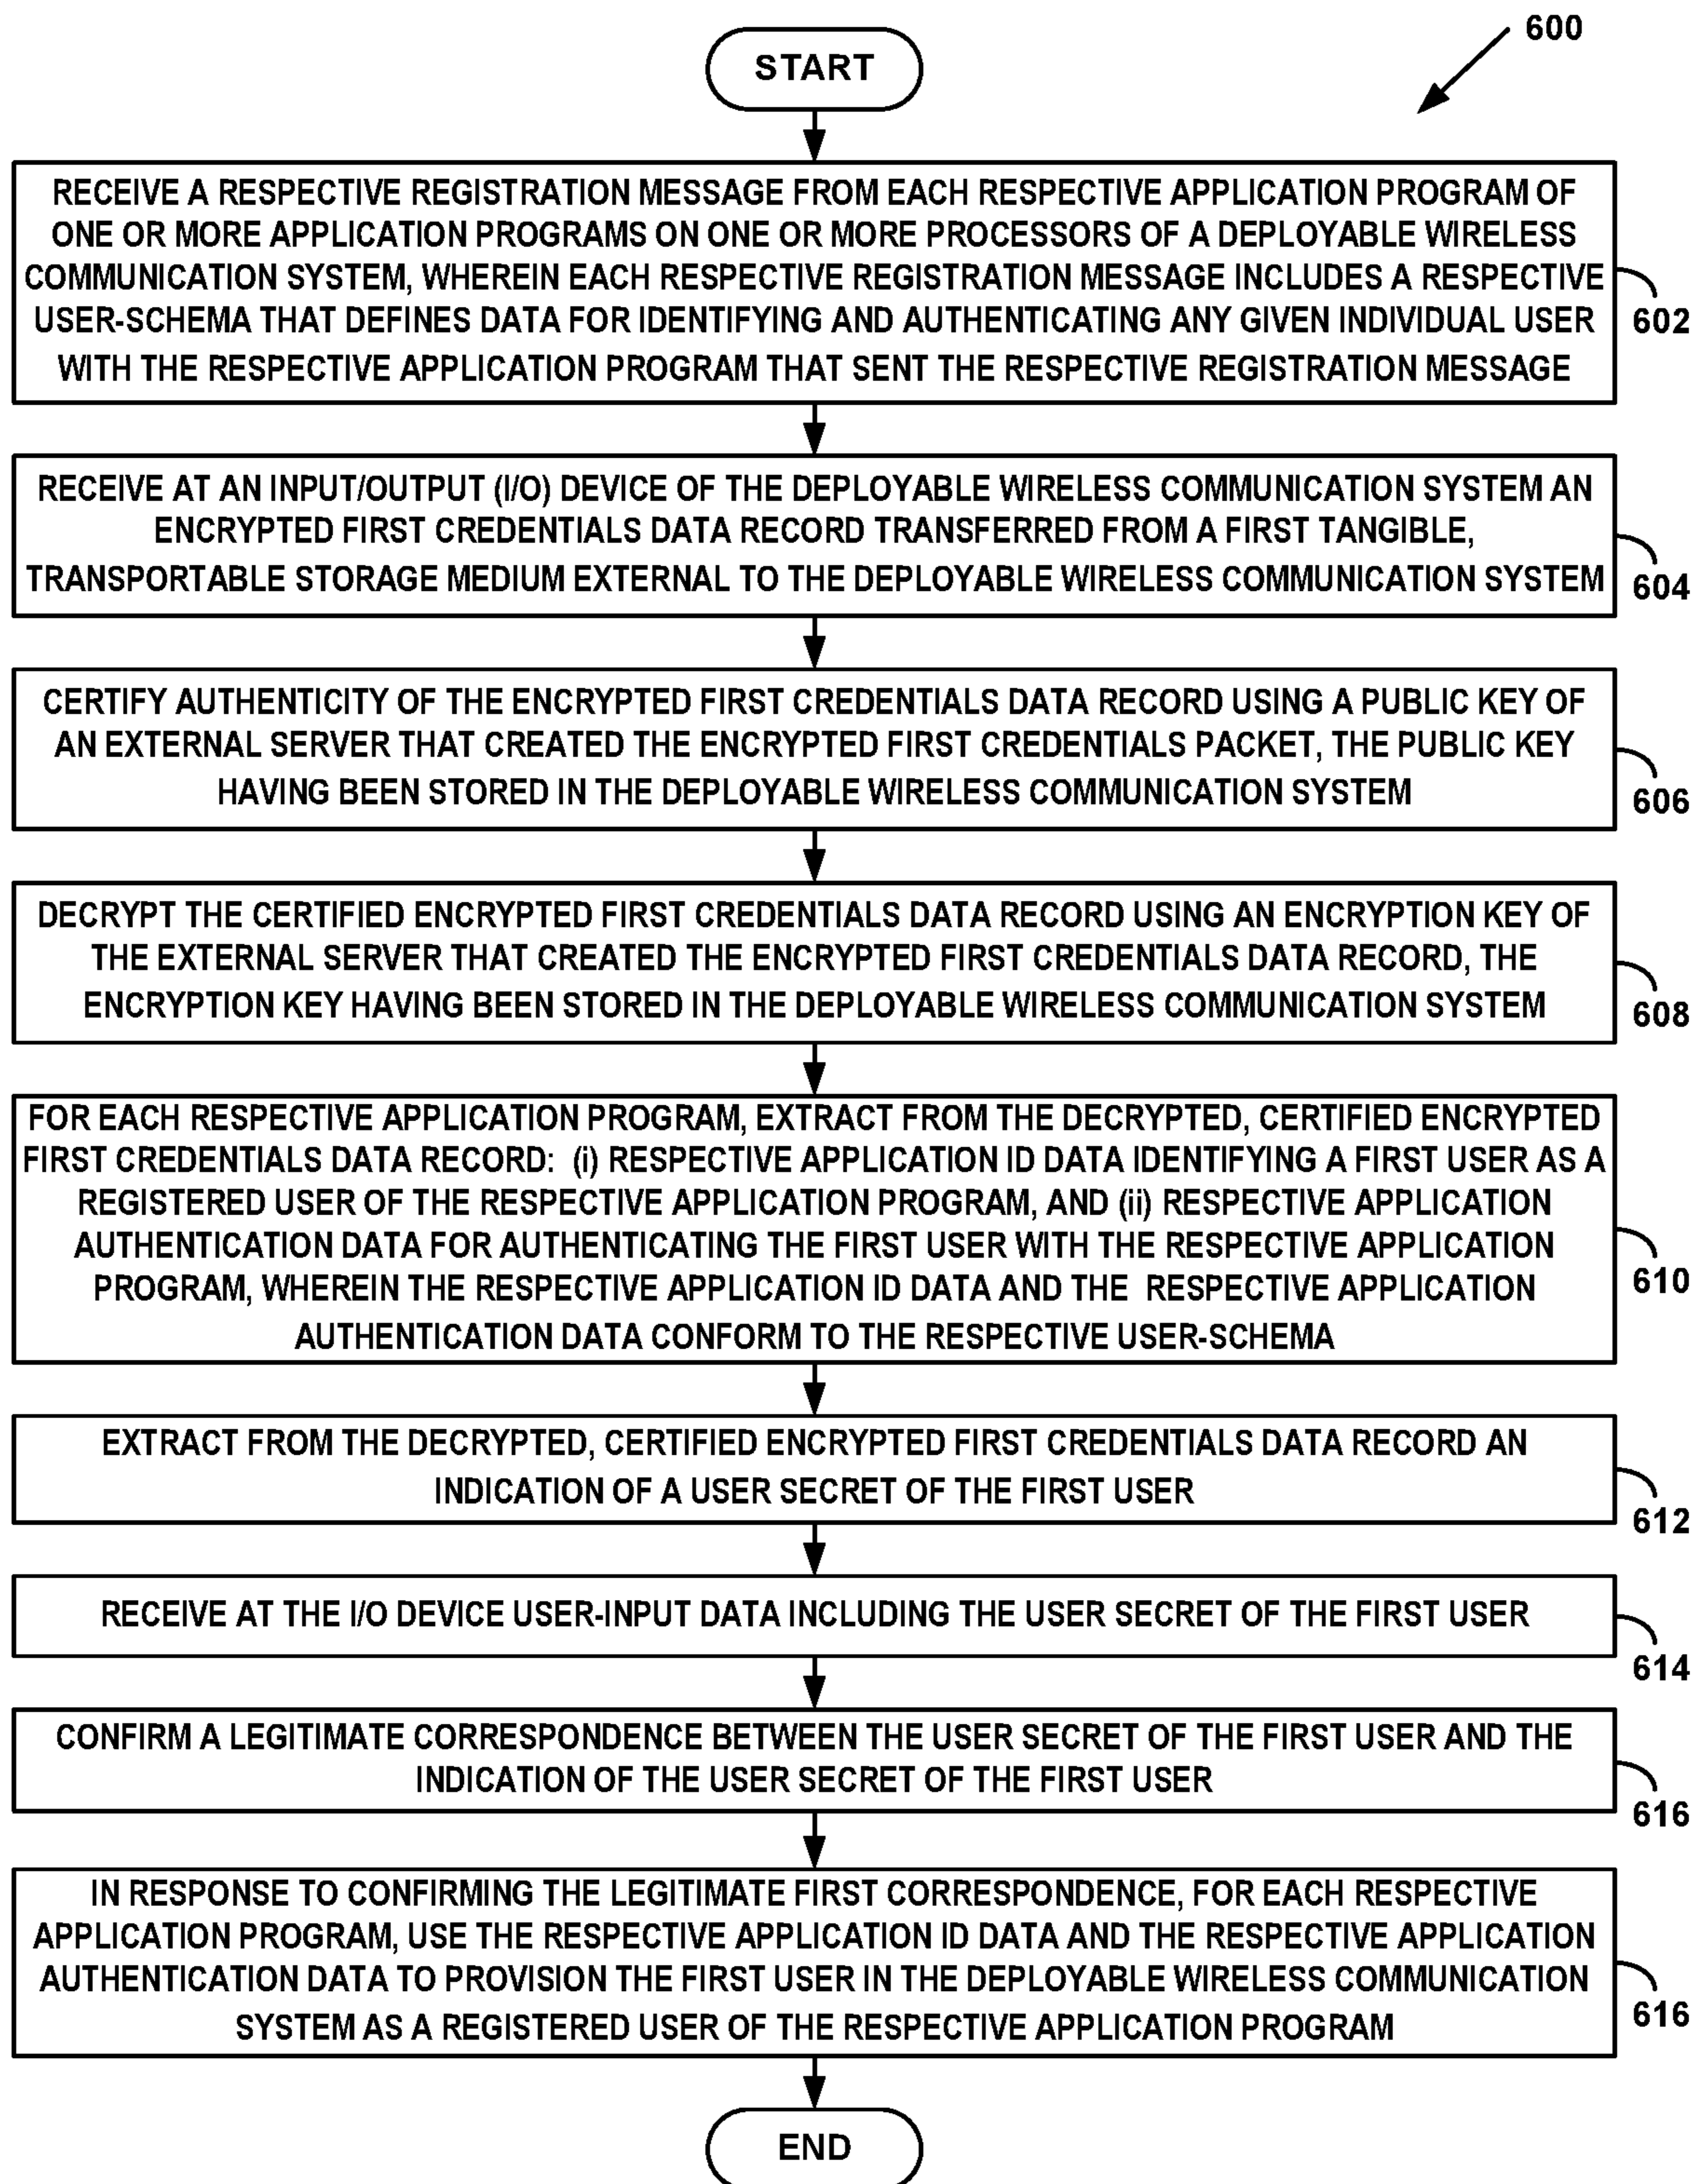 600
START
RECEIVE A RESPECTIVE REGISTRATION MESSAGE FROM EACH RESPECTIVE APPLICATION PROGRAM OF
ONE OR MORE APPLICATION PROGRAMS ON ONE OR MORE PROCESSORS OF A DEPLOYABLE WIRELESS
COMMUNICATION SYSTEM, WHEREIN EACH RESPECTIVE REGISTRATION MESSAGE INCLUDES A RESPECTIVE
USER-SCHEMA THAT DEFINES DATA FOR IDENTIFYING AND AUTHENTICATING ANY GIVEN INDIVIDUAL USER
WITH THE RESPECTIVE APPLICATION PROGRAM THAT SENT THE RESPECTIVE REGISTRATION MESSAGE
602
RECEIVE AT AN INPUT/OUTPUT (I/O) DEVICE OF THE DEPLOYABLE WIRELESS COMMUNICATION SYSTEM AN
ENCRYPTED FIRST CREDENTIALS DATA RECORD TRANSFERRED FROM A FIRST TANGIBLE,
TRANSPORTABLE STORAGE MEDIUM EXTERNAL TO THE DEPLOYABLE WIRELESS COMMUNICATION SYSTEM
604
CERTIFY AUTHENTICITY OF THE ENCRYPTED FIRST CREDENTIALS DATA RECORD USING A PUBLIC KEY OF
AN EXTERNAL SERVER THAT CREATED THE ENCRYPTED FIRST CREDENTIALS PACKET, THE PUBLIC KEY
HAVING BEEN STORED IN THE DEPLOYABLE WIRELESS COMMUNICATION SYSTEM
606
DECRYPT THE CERTIFIED ENCRYPTED FIRST CREDENTIALS DATA RECORD USING AN ENCRYPTION KEY OF
THE EXTERNAL SERVER THAT CREATED THE ENCRYPTED FIRST CREDENTIALS DATA RECORD, THE
ENCRYPTION KEY HAVING BEEN STORED IN THE DEPLOYABLE WIRELESS COMMUNICATION SYSTEM
608
FOR EACH RESPECTIVE APPLICATION PROGRAM, EXTRACT FROM THE DECRYPTED, CERTIFIED ENCRYPTED
FIRST CREDENTIALS DATA RECORD: (i) RESPECTIVE APPLICATION ID DATA IDENTIFYING A FIRST USER AS A
REGISTERED USER OF THE RESPECTIVE APPLICATION PROGRAM, AND (ii) RESPECTIVE APPLICATION
AUTHENTICATION DATA FOR AUTHENTICATING THE FIRST USER WITH THE RESPECTIVE APPLICATION
PROGRAM, WHEREIN THE RESPECTIVE APPLICATION ID DATA AND THE RESPECTIVE APPLICATION
AUTHENTICATION DATA CONFORM TO THE RESPECTIVE USER-SCHEMA
610
EXTRACT FROM THE DECRYPTED, CERTIFIED ENCRYPTED FIRST CREDENTIALS DATA RECORD AN
INDICATION OF A USER SECRET OF THE FIRST USER
612
RECEIVE AT THE I/O DEVICE USER-INPUT DATA INCLUDING THE USER SECRET OF THE FIRST USER
614
CONFIRM A LEGITIMATE CORRESPONDENCE BETWEEN THE USER SECRET OF THE FIRST USER AND THE
INDICATION OF THE USER SECRET OF THE FIRST USER
616
IN RESPONSE TO CONFIRMING THE LEGITIMATE FIRST CORRESPONDENCE, FOR EACH RESPECTIVE
APPLICATION PROGRAM, USE THE RESPECTIVE APPLICATION ID DATA AND THE RESPECTIVE APPLICATION
AUTHENTICATION DATA TO PROVISION THE FIRST USER IN THE DEPLOYABLE WIRELESS COMMUNICATION
SYSTEM AS A REGISTERED USER OF THE RESPECTIVE APPLICATION PROGRAM
616
END